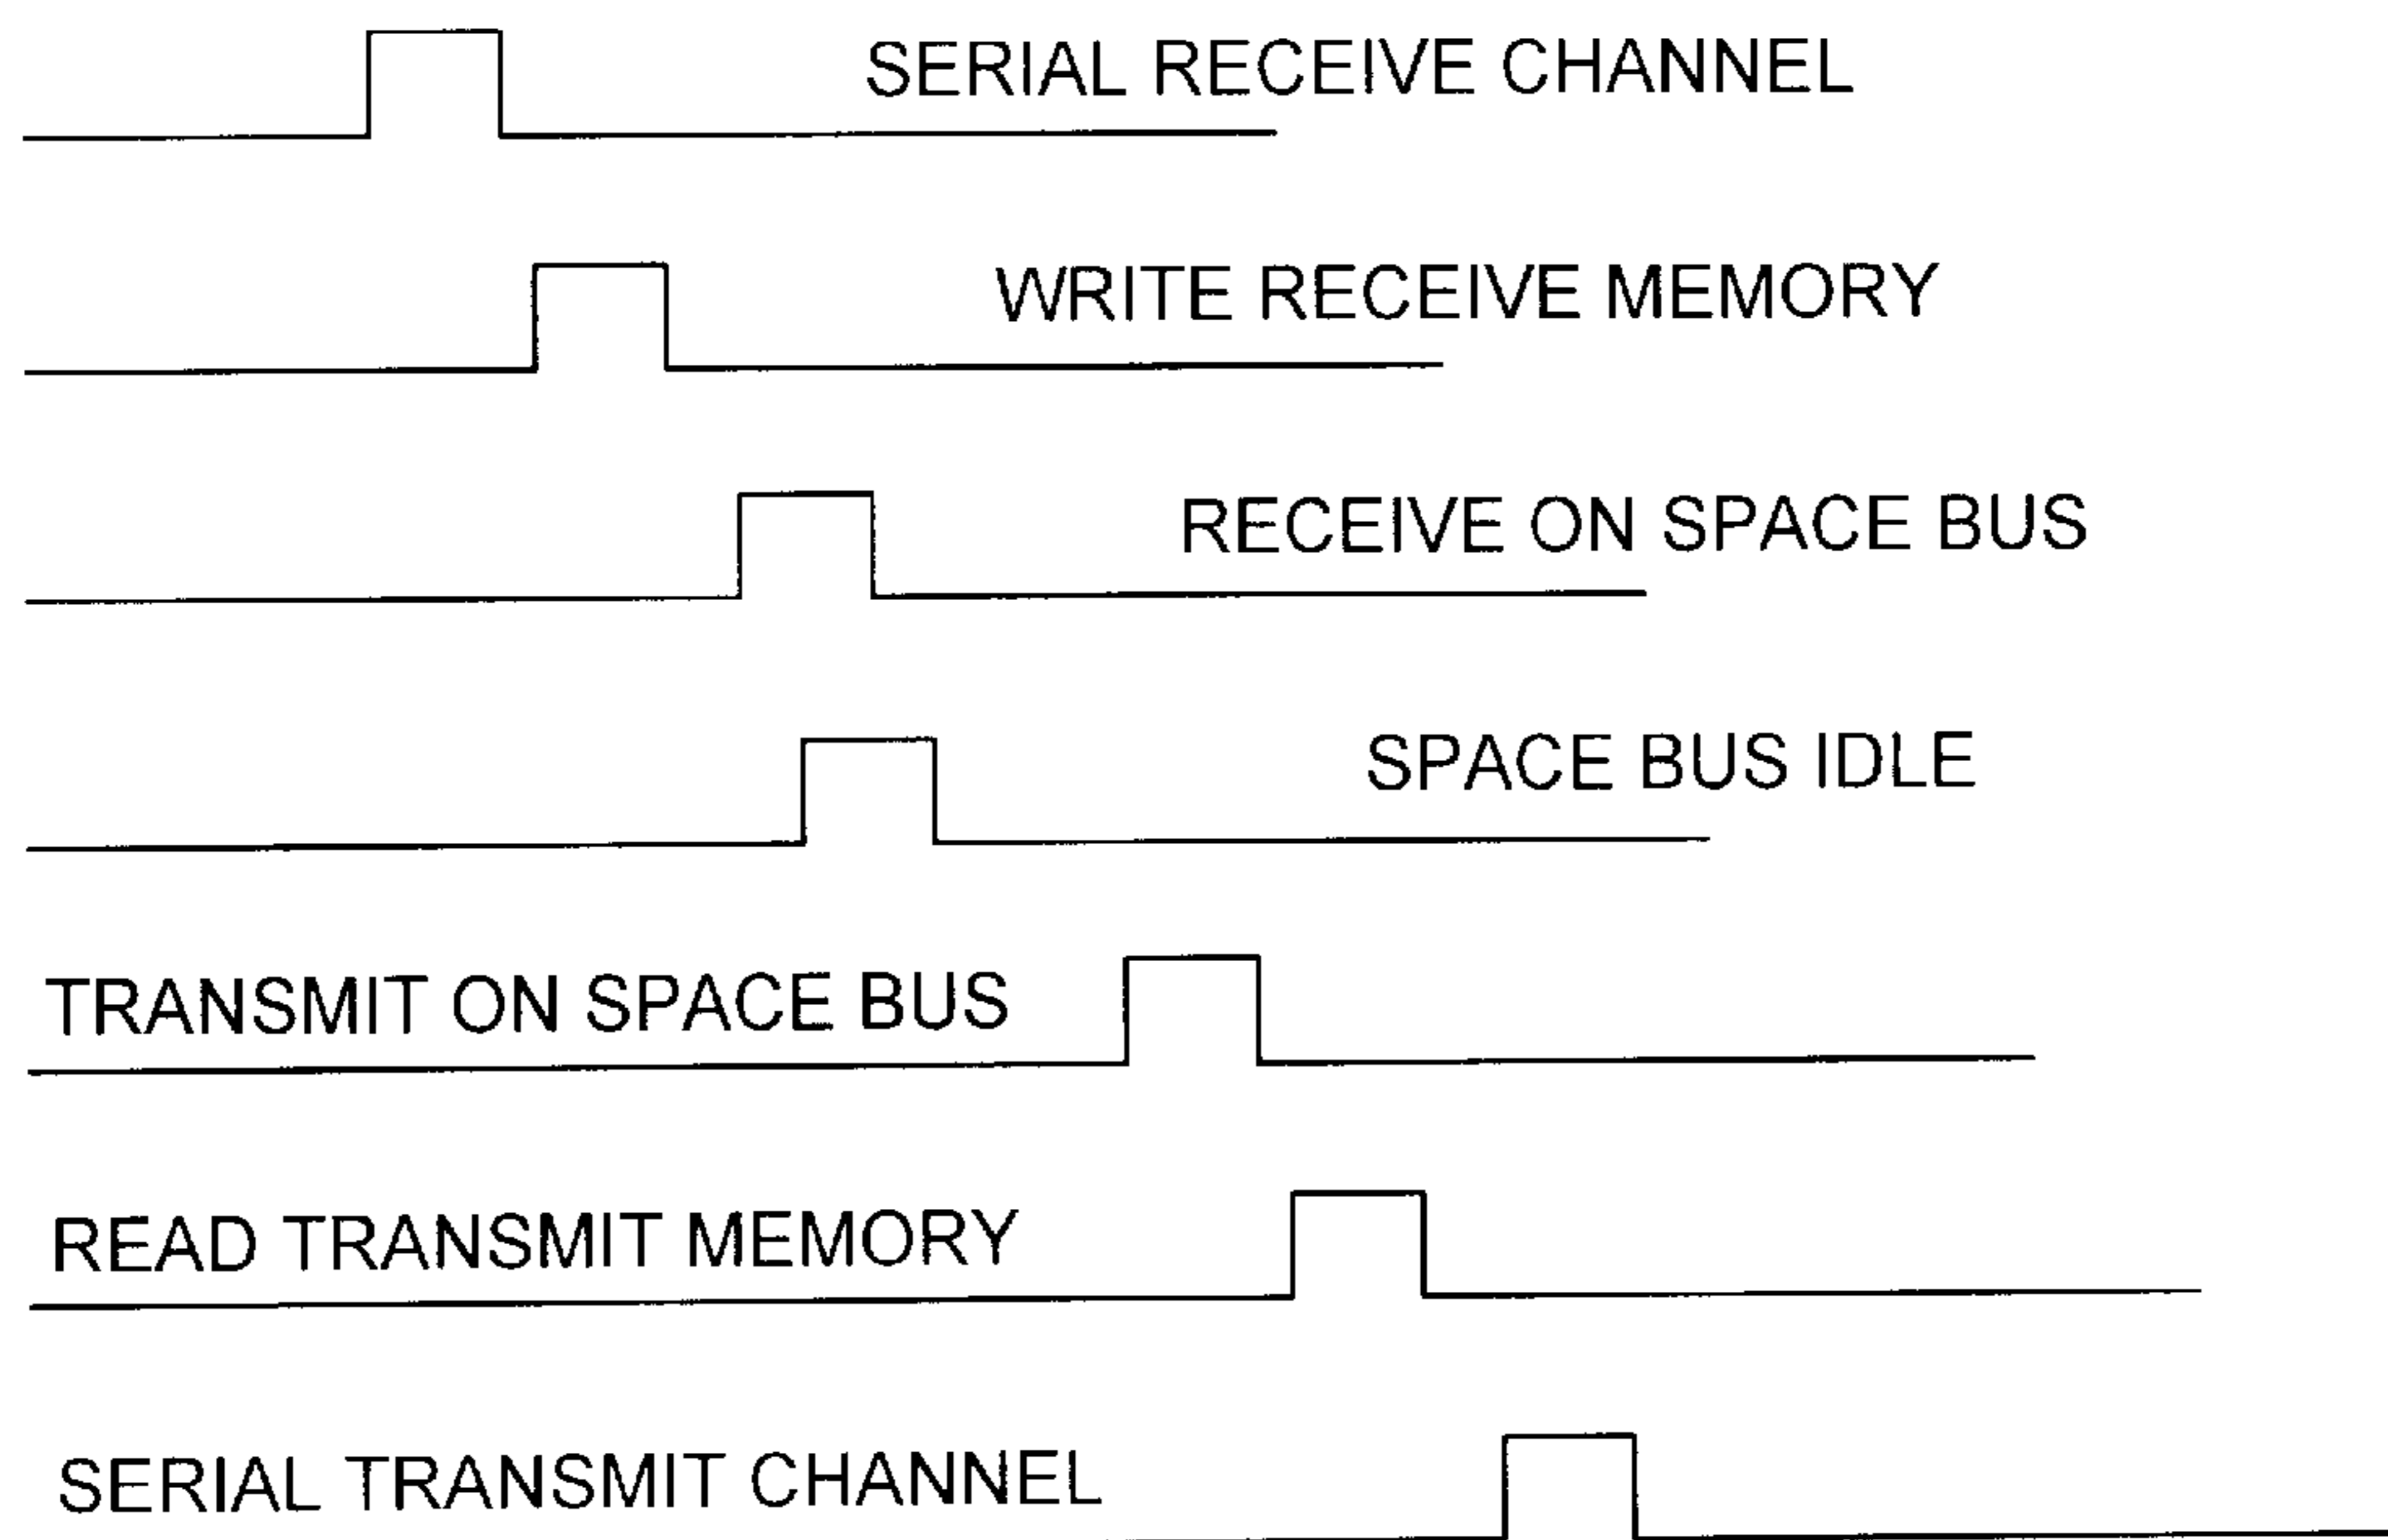 SERIAL RECEIVE CHANNEL
WRITE RECEIVE MEMORY
RECEIVE ON SPACE BUS
SPACE BUS IDLE
TRANSMIT ON SPACE BUS
READ TRANSMIT MEMORY
SERIAL TRANSMIT CHANNEL